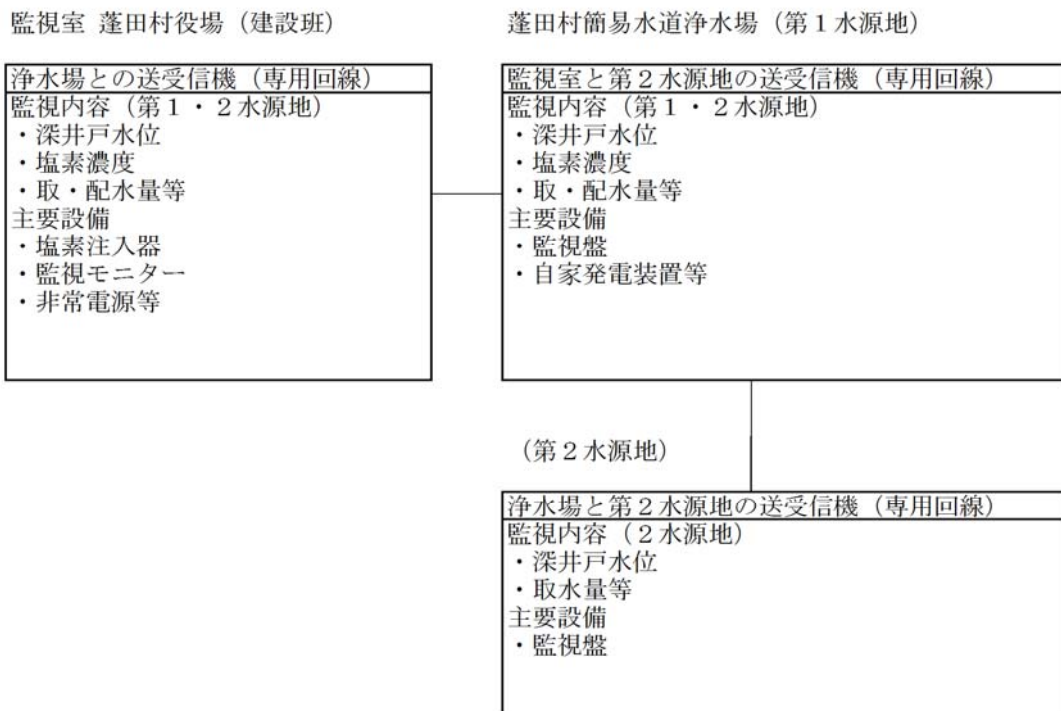 監視室 蓬田村役場（建設班）
浄水場との送受信機（専用回線）
監視内容（第１・２水源地）
・深井戸水位
・塩素濃度
・取・配水量等
主要設備
・塩素注入器
・監視モニター
・非常電源等
蓬田村簡易水道浄水場（第１水源地）
監視室と第２水源地の送受信機（専用回線）
監視内容（第１・２水源地）
・深井戸水位
・塩素濃度
・取・配水量等
主要設備
・監視盤
・自家発電装置等
（第２水源地）
浄水場と第２水源地の送受信機（専用回線）
監視内容（２水源地）
・深井戸水位
・取水量等
主要設備
・監視盤